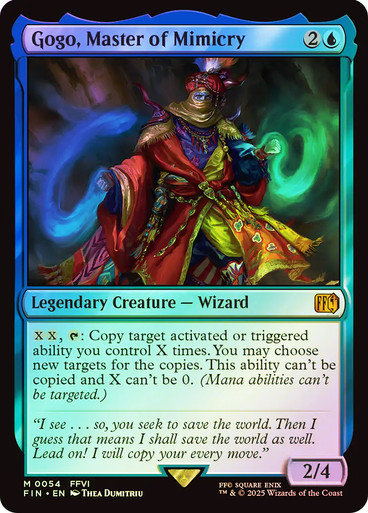 Gogo, Master of Mimicry 2
Legendary Creature — Wizard FFC
X X, : Copy target activated or triggered
ability you control X times. You may choose
new targets for the copies. This ability can't be
copied and X can't be 0. (Mana abilities can't
be targeted.)
"I see . . . so, you seek to save the world. Then I
guess that means I shall save the world as well.
Lead on! I will copy your every move."
2/4
M 0054 FFVI
FIN • EN THEA DUMITRIU
FFC SQUARE ENIX
™ & © 2025 Wizards of the Coast